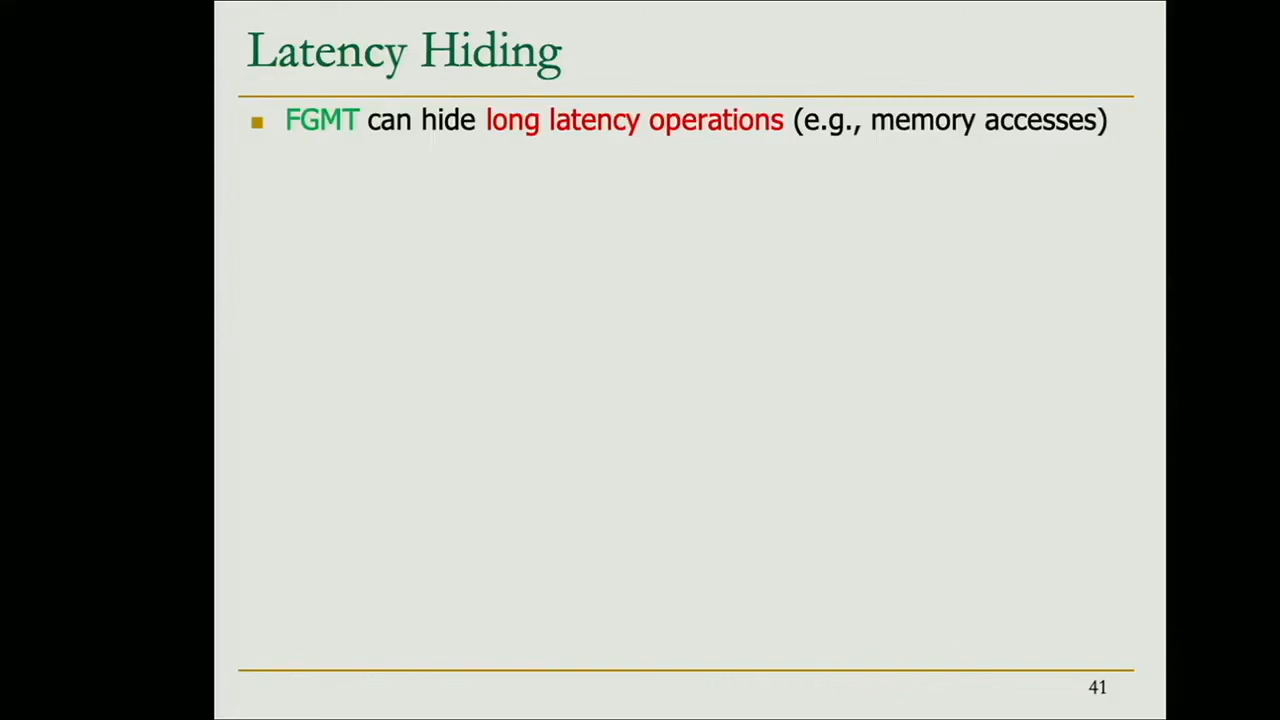 Latency Hiding
FGMT can hide long latency operations (e.g., memory accesses)
41